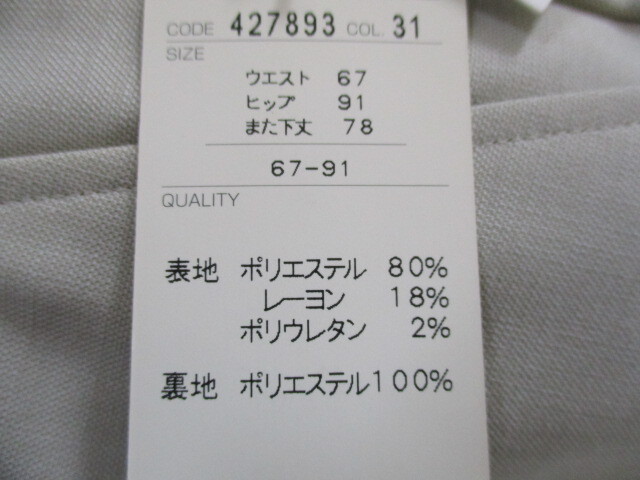 CODE 427893 COL. 31
SIZE
ウエスト 67
ヒップ 91
また下丈 78
67-91
QUALITY
表地 ポリエステル 80%
レーヨン 18%
ポリウレタン 2%
裏地 ポリエステル100%